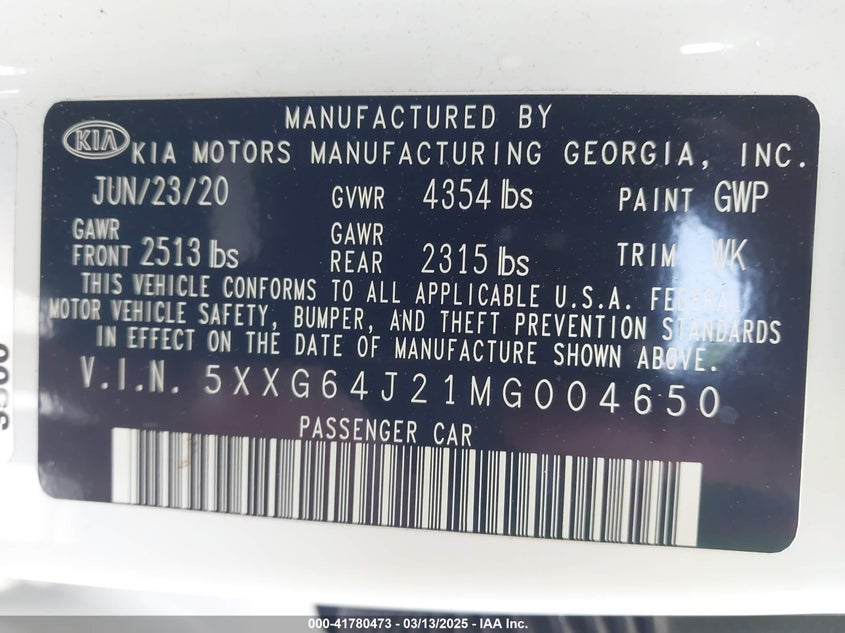 MANUFACTURED BY
KIA KIA MOTORS MANUFACTURING GEORGIA, INC.
JUN/23/20 GVWR 4354 lbs PAINT GWP
GAWR FRONT 2513 lbs GAWR REAR 2315 lbs TRIM WK
THIS VEHICLE CONFORMS TO ALL APPLICABLE U.S.A. FEDERAL
MOTOR VEHICLE SAFETY, BUMPER, AND THEFT PREVENTION STANDARDS
IN EFFECT ON THE DATE OF MANUFACTURE SHOWN ABOVE.
V.I.N. 5XXG64J21MG004650
PASSENGER CAR
000-41780473 - 03/13/2025 - IAA Inc.